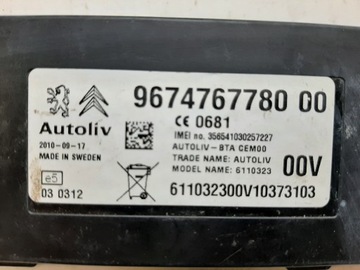 9674767780 00
CE 0681
IMEI no. 356541030257227
Autoliv
2010-09-17
MADE IN SWEDEN
AUTOLIV-BTA CEM00
TRADE NAME: AUTOLIV
MODEL NAME: 6110323
00V
e5
03 0312
611032300V10373103